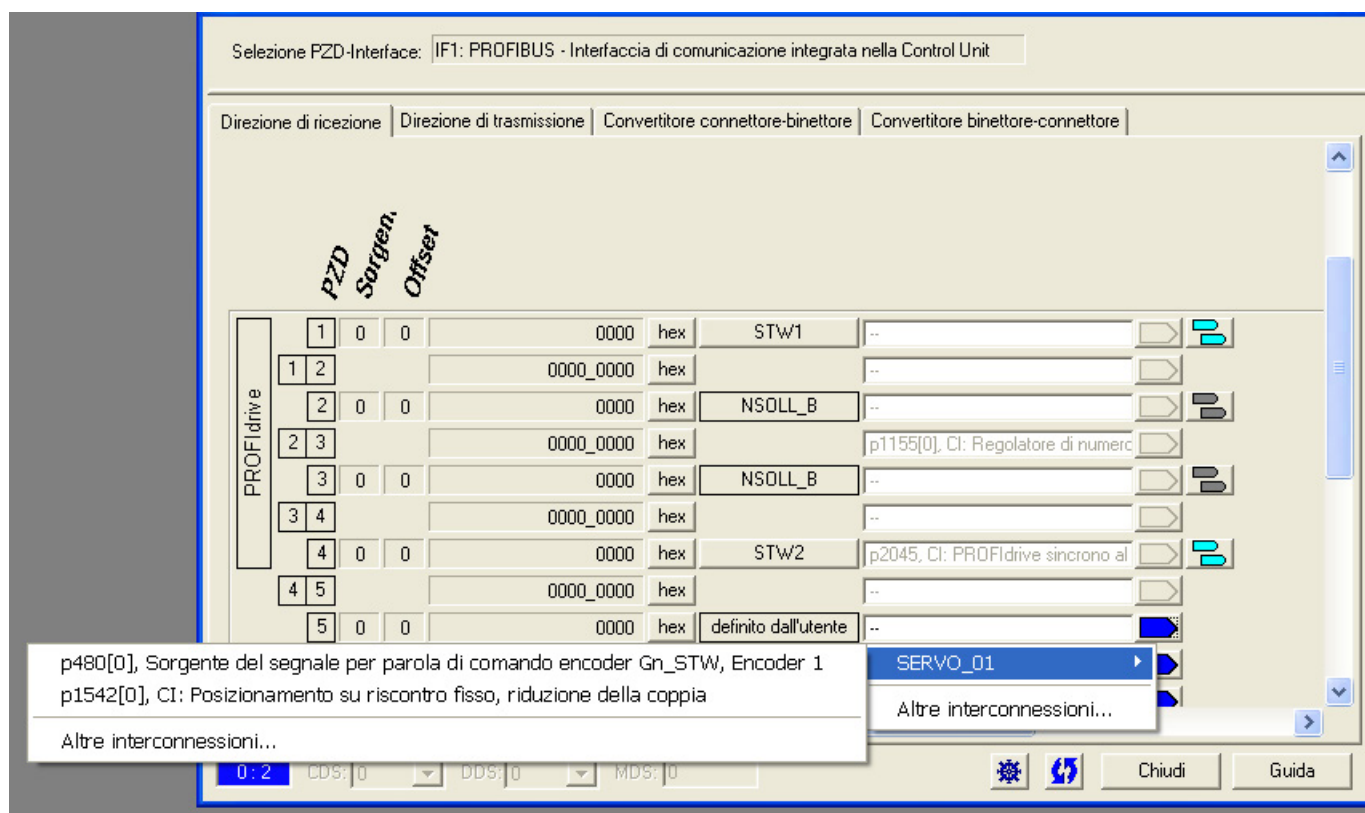 Selezione PZD-Interface: IF1: PROFIBUS - Interfaccia di comunicazione integrata nella Control Unit
Direzione di ricezione Direzione di trasmissione Convertitore connettore-binettore Convertitore binettore-connettore
PZD Sorgen. Offset
PROFIdrive
1 0 0 0000 hex STW1 --
1 2 0000_0000 hex --
2 0 0 0000 hex NSOLL_B --
2 3 0000_0000 hex p1155[0], CI: Regolatore di numerc
3 0 0 0000 hex NSOLL_B --
3 4 0000_0000 hex --
4 0 0 0000 hex STW2 p2045, CI: PROFIdrive sincrono al
4 5 0000_0000 hex --
5 0 0 0000 hex definito dall'utente --
p480[0], Sorgente del segnale per parola di comando encoder Gn_STW, Encoder 1 SERVO_01
p1542[0], CI: Posizionamento su riscontro fisso, riduzione della coppia
Altre interconnessioni...
Altre interconnessioni...
0 : 2 CDS: 0 DDS: 0 MDS: 0 Chiudi Guida